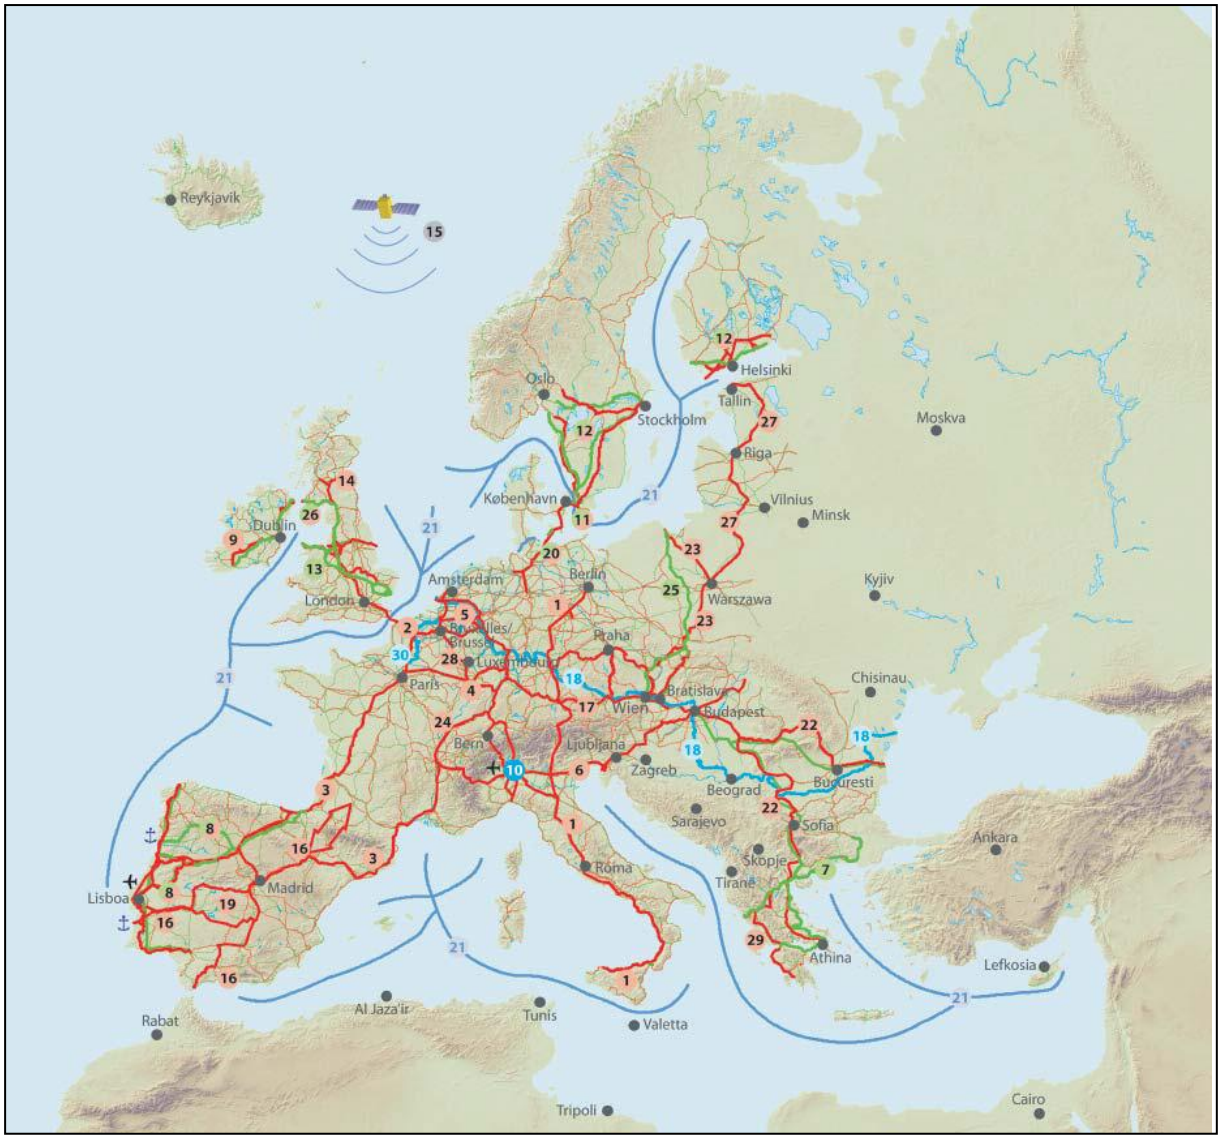 Reykjavik
15
12
Helsinki
Oslo
Tallin
Stockholm
27
Moskva
12
Riga
14
København
21
Vilnius
26
11
Minsk
21
Dublin
27
9
20
23
13
Amsterdam
Berlin
25
Kyjiv
London
1
Warszawa
5
23
2
Bruxelles/
Brussel
Praha
30
28
Luxembourg
Paris
4
18
Chisinau
21
Bratislava
17
Wien
Budapest
24
22
18
Bern
Ljubljana
18
10
6
Zagreb
Bucuresti
Beograd
3
22
8
1
Sarajevo
Sofia
16
Ankara
3
Skopje
Roma
7
Tirane
Madrid
8
Lisboa
19
16
29
21
Athina
Lefkosia
16
1
21
Al Jaza'ir
Tunis
Rabat
Valetta
Cairo
Tripoli